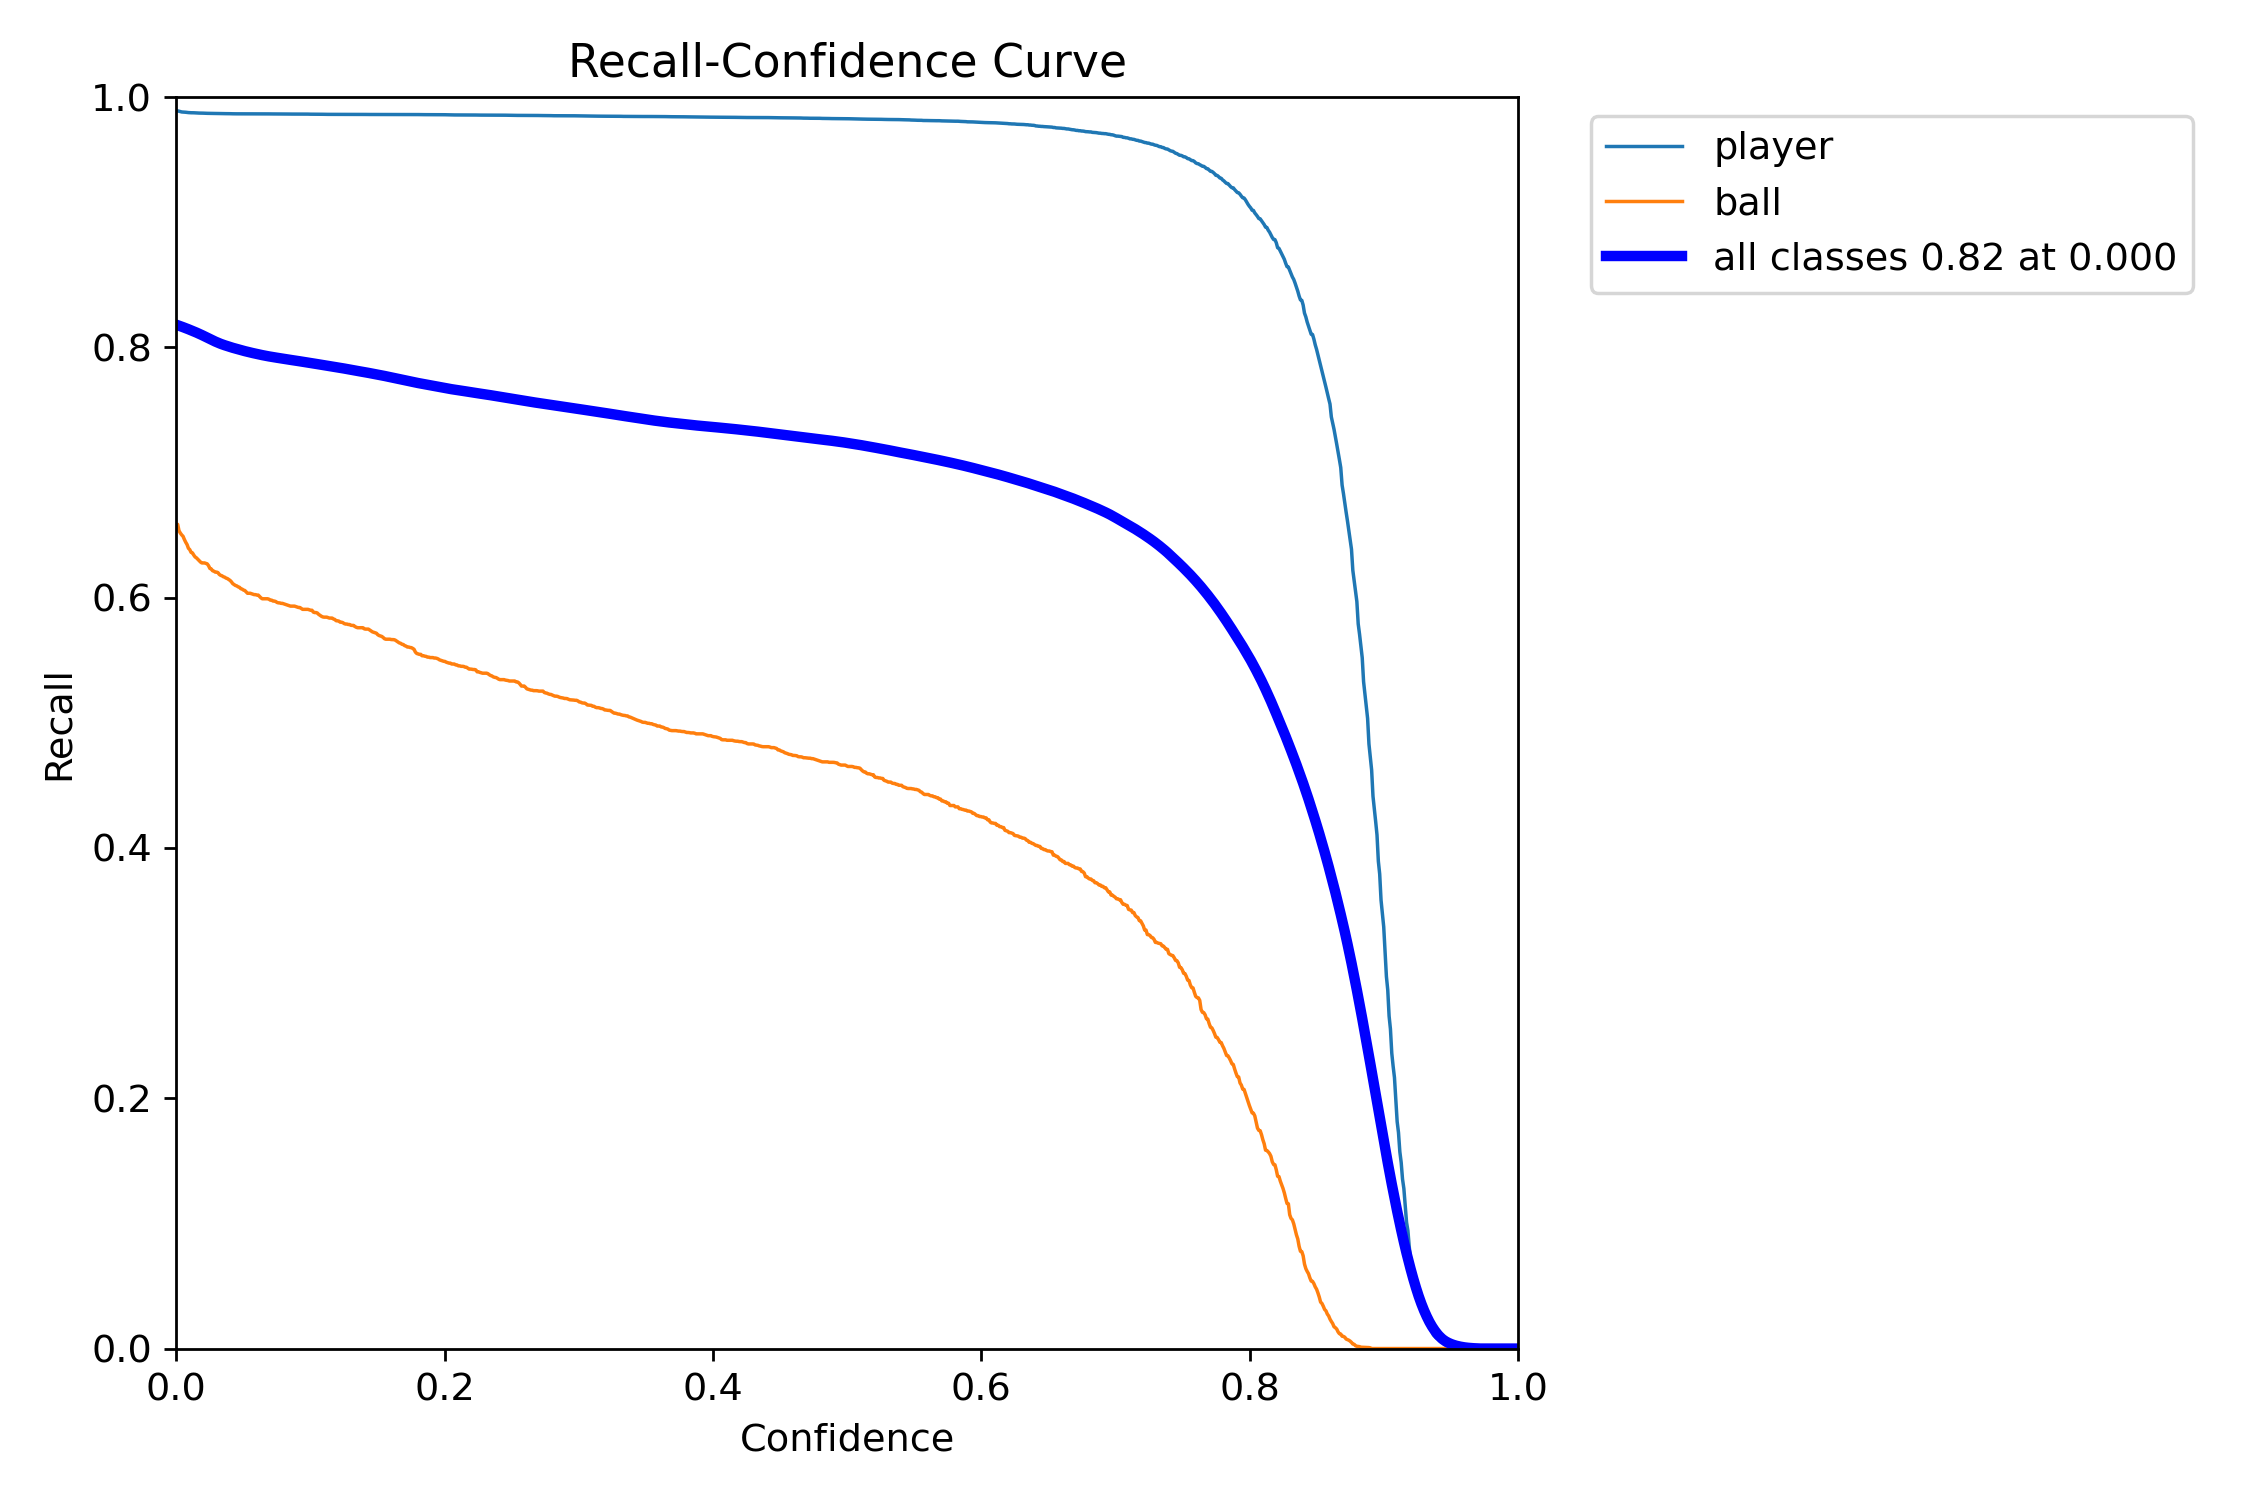 Recall-Confidence Curve
player
ball
all classes 0.82 at 0.000
1.0
0.8
0.6
0.4
0.2
0.0
Recall
0.0 0.2 0.4 0.6 0.8 1.0
Confidence